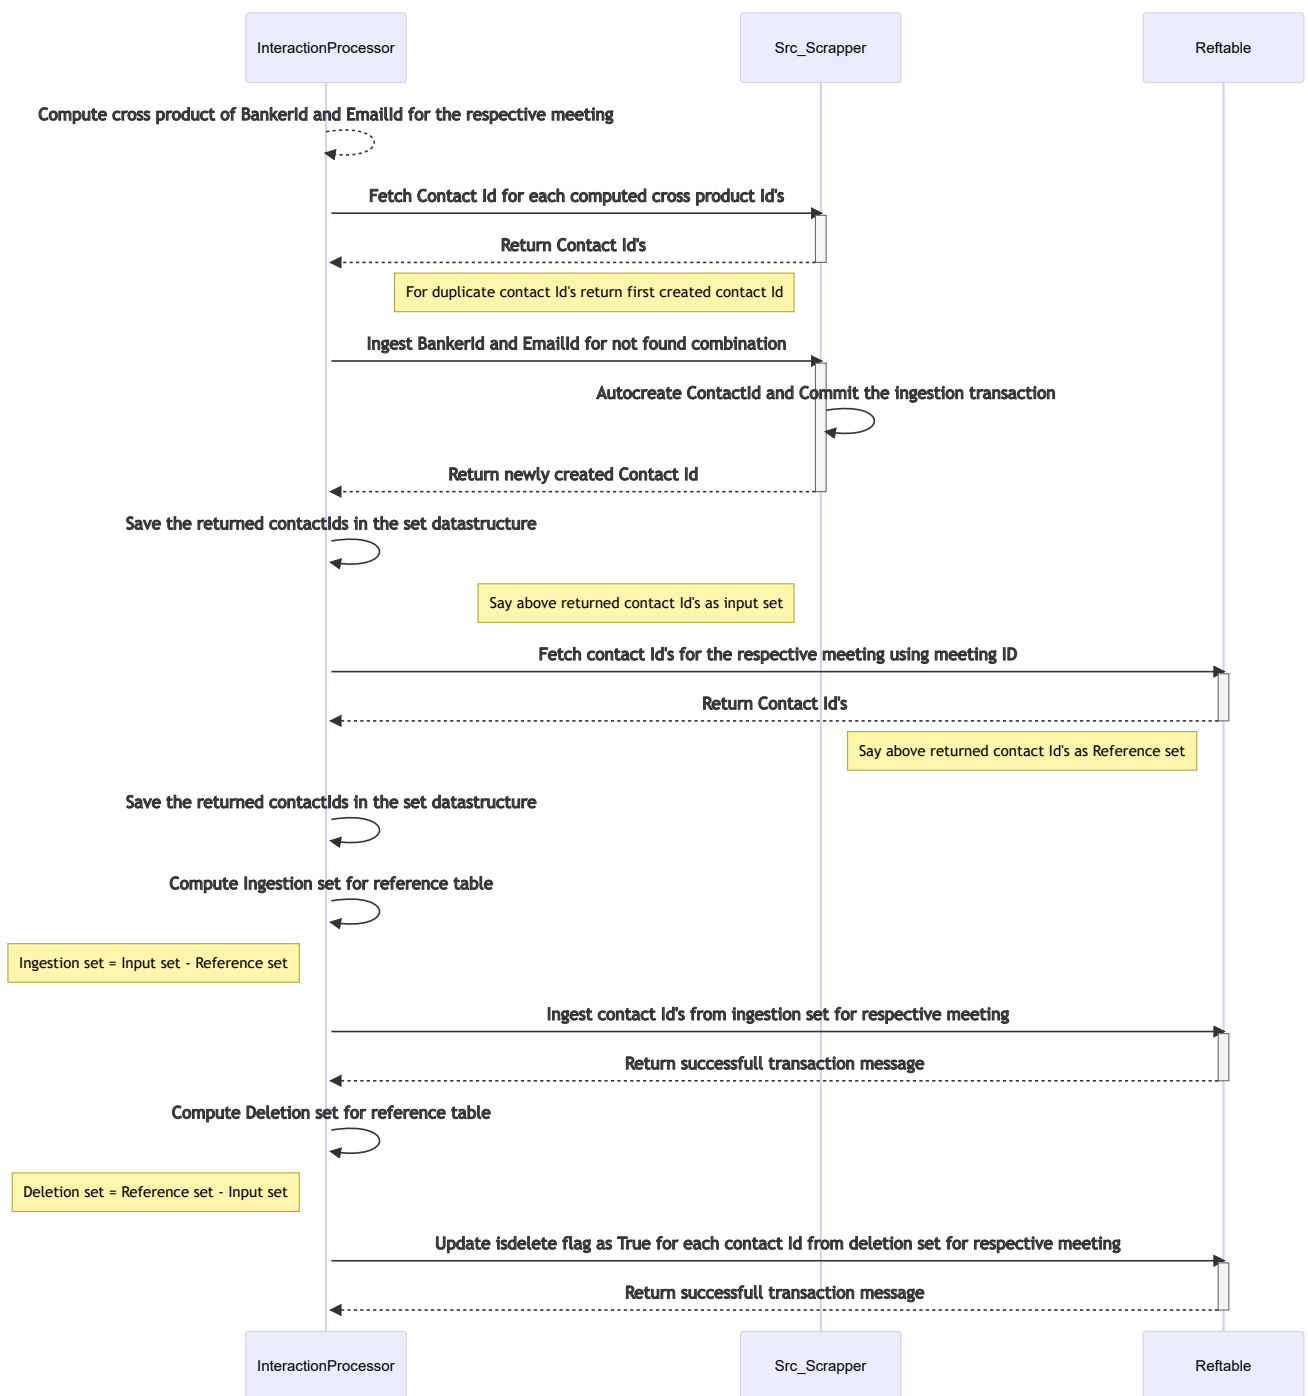 InteractionProcessor
Src_Scrapper
Reftable
Compute cross product of BankerId and EmailId for the respective meeting
Fetch Contact Id for each computed cross product Id's
Return Contact Id's
For duplicate contact Id's return first created contact Id
Ingest BankerId and EmailId for not found combination
Autocreate ContactId and Commit the ingestion transaction
Return newly created Contact Id
Save the returned contactIds in the set datastructure
Say above returned contact Id's as input set
Fetch contact Id's for the respective meeting using meeting ID
Return Contact Id's
Say above returned contact Id's as Reference set
Save the returned contactIds in the set datastructure
Compute Ingestion set for reference table
Ingestion set = Input set - Reference set
Ingest contact Id's from ingestion set for respective meeting
Return successfull transaction message
Compute Deletion set for reference table
Deletion set = Reference set - Input set
Update isdelete flag as True for each contact Id from deletion set for respective meeting
Return successfull transaction message
InteractionProcessor
Src_Scrapper
Reftable